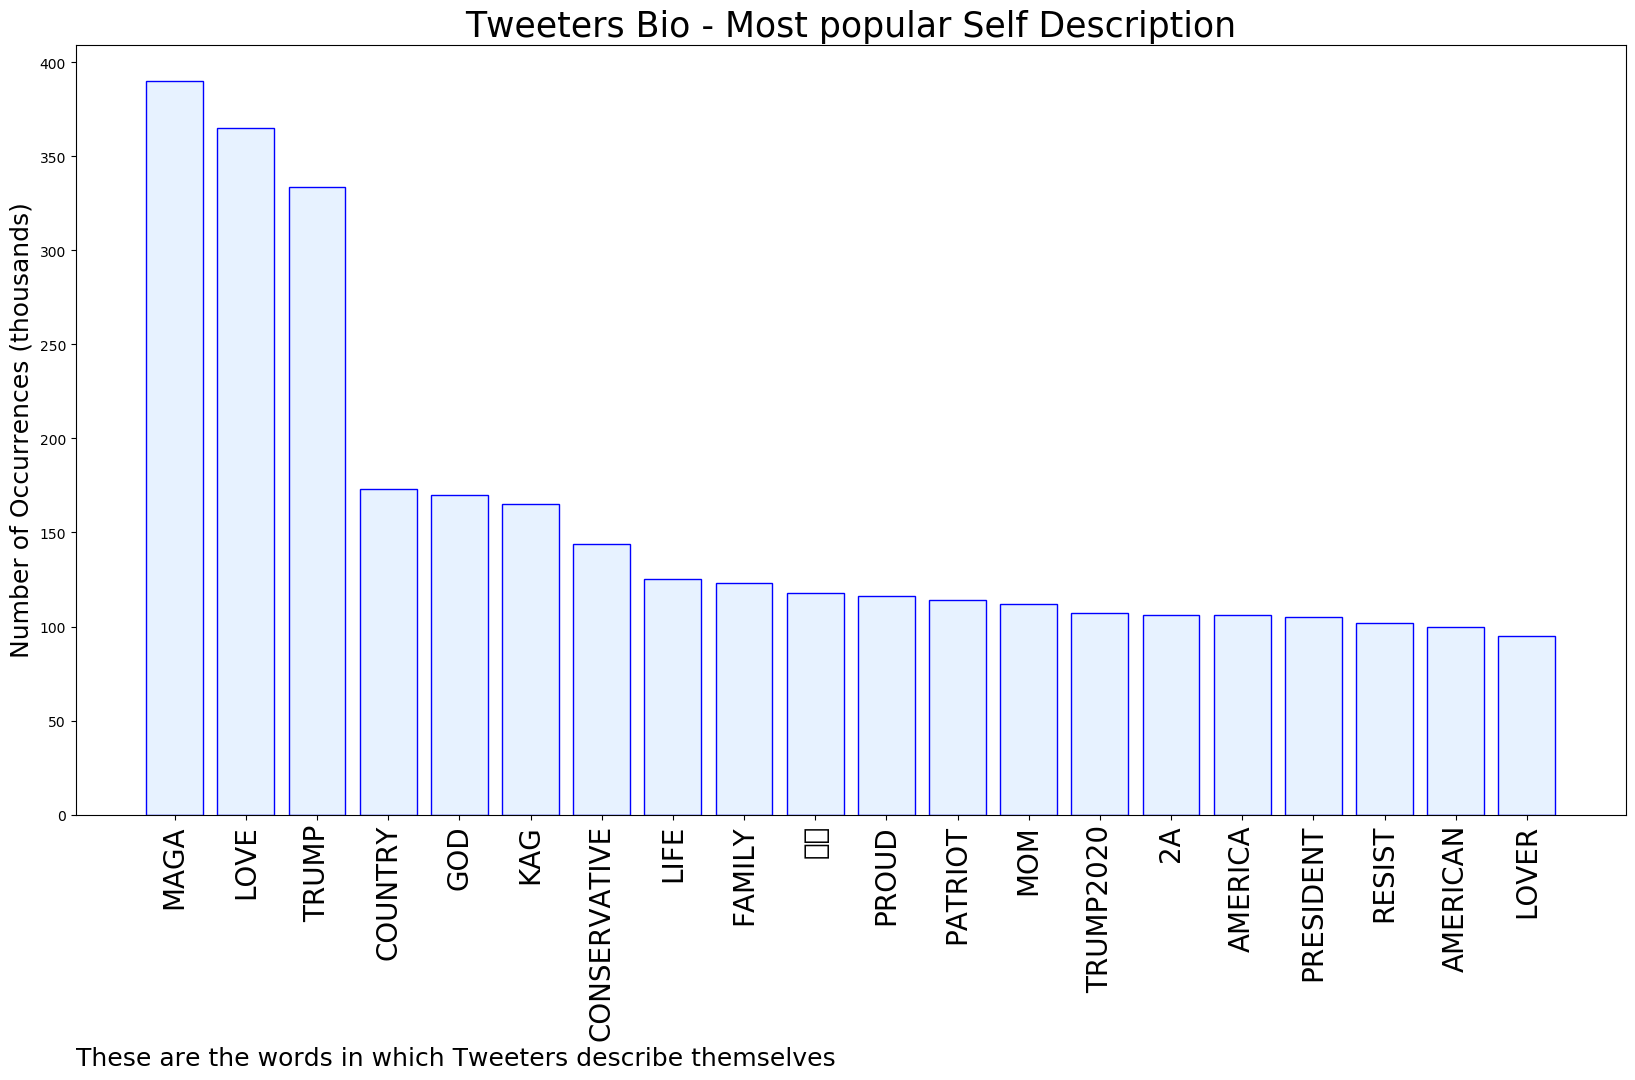 Tweeters Bio - Most popular Self Description
Number of Occurrences (thousands)
400
350
300
250
200
150
100
50
0
MAGA
LOVE
TRUMP
COUNTRY
GOD
KAG
CONSERVATIVE
LIFE
FAMILY
PROUD
PATRIOT
MOM
TRUMP2020
2A
AMERICA
PRESIDENT
RESIST
AMERICAN
LOVER
These are the words in which Tweeters describe themselves